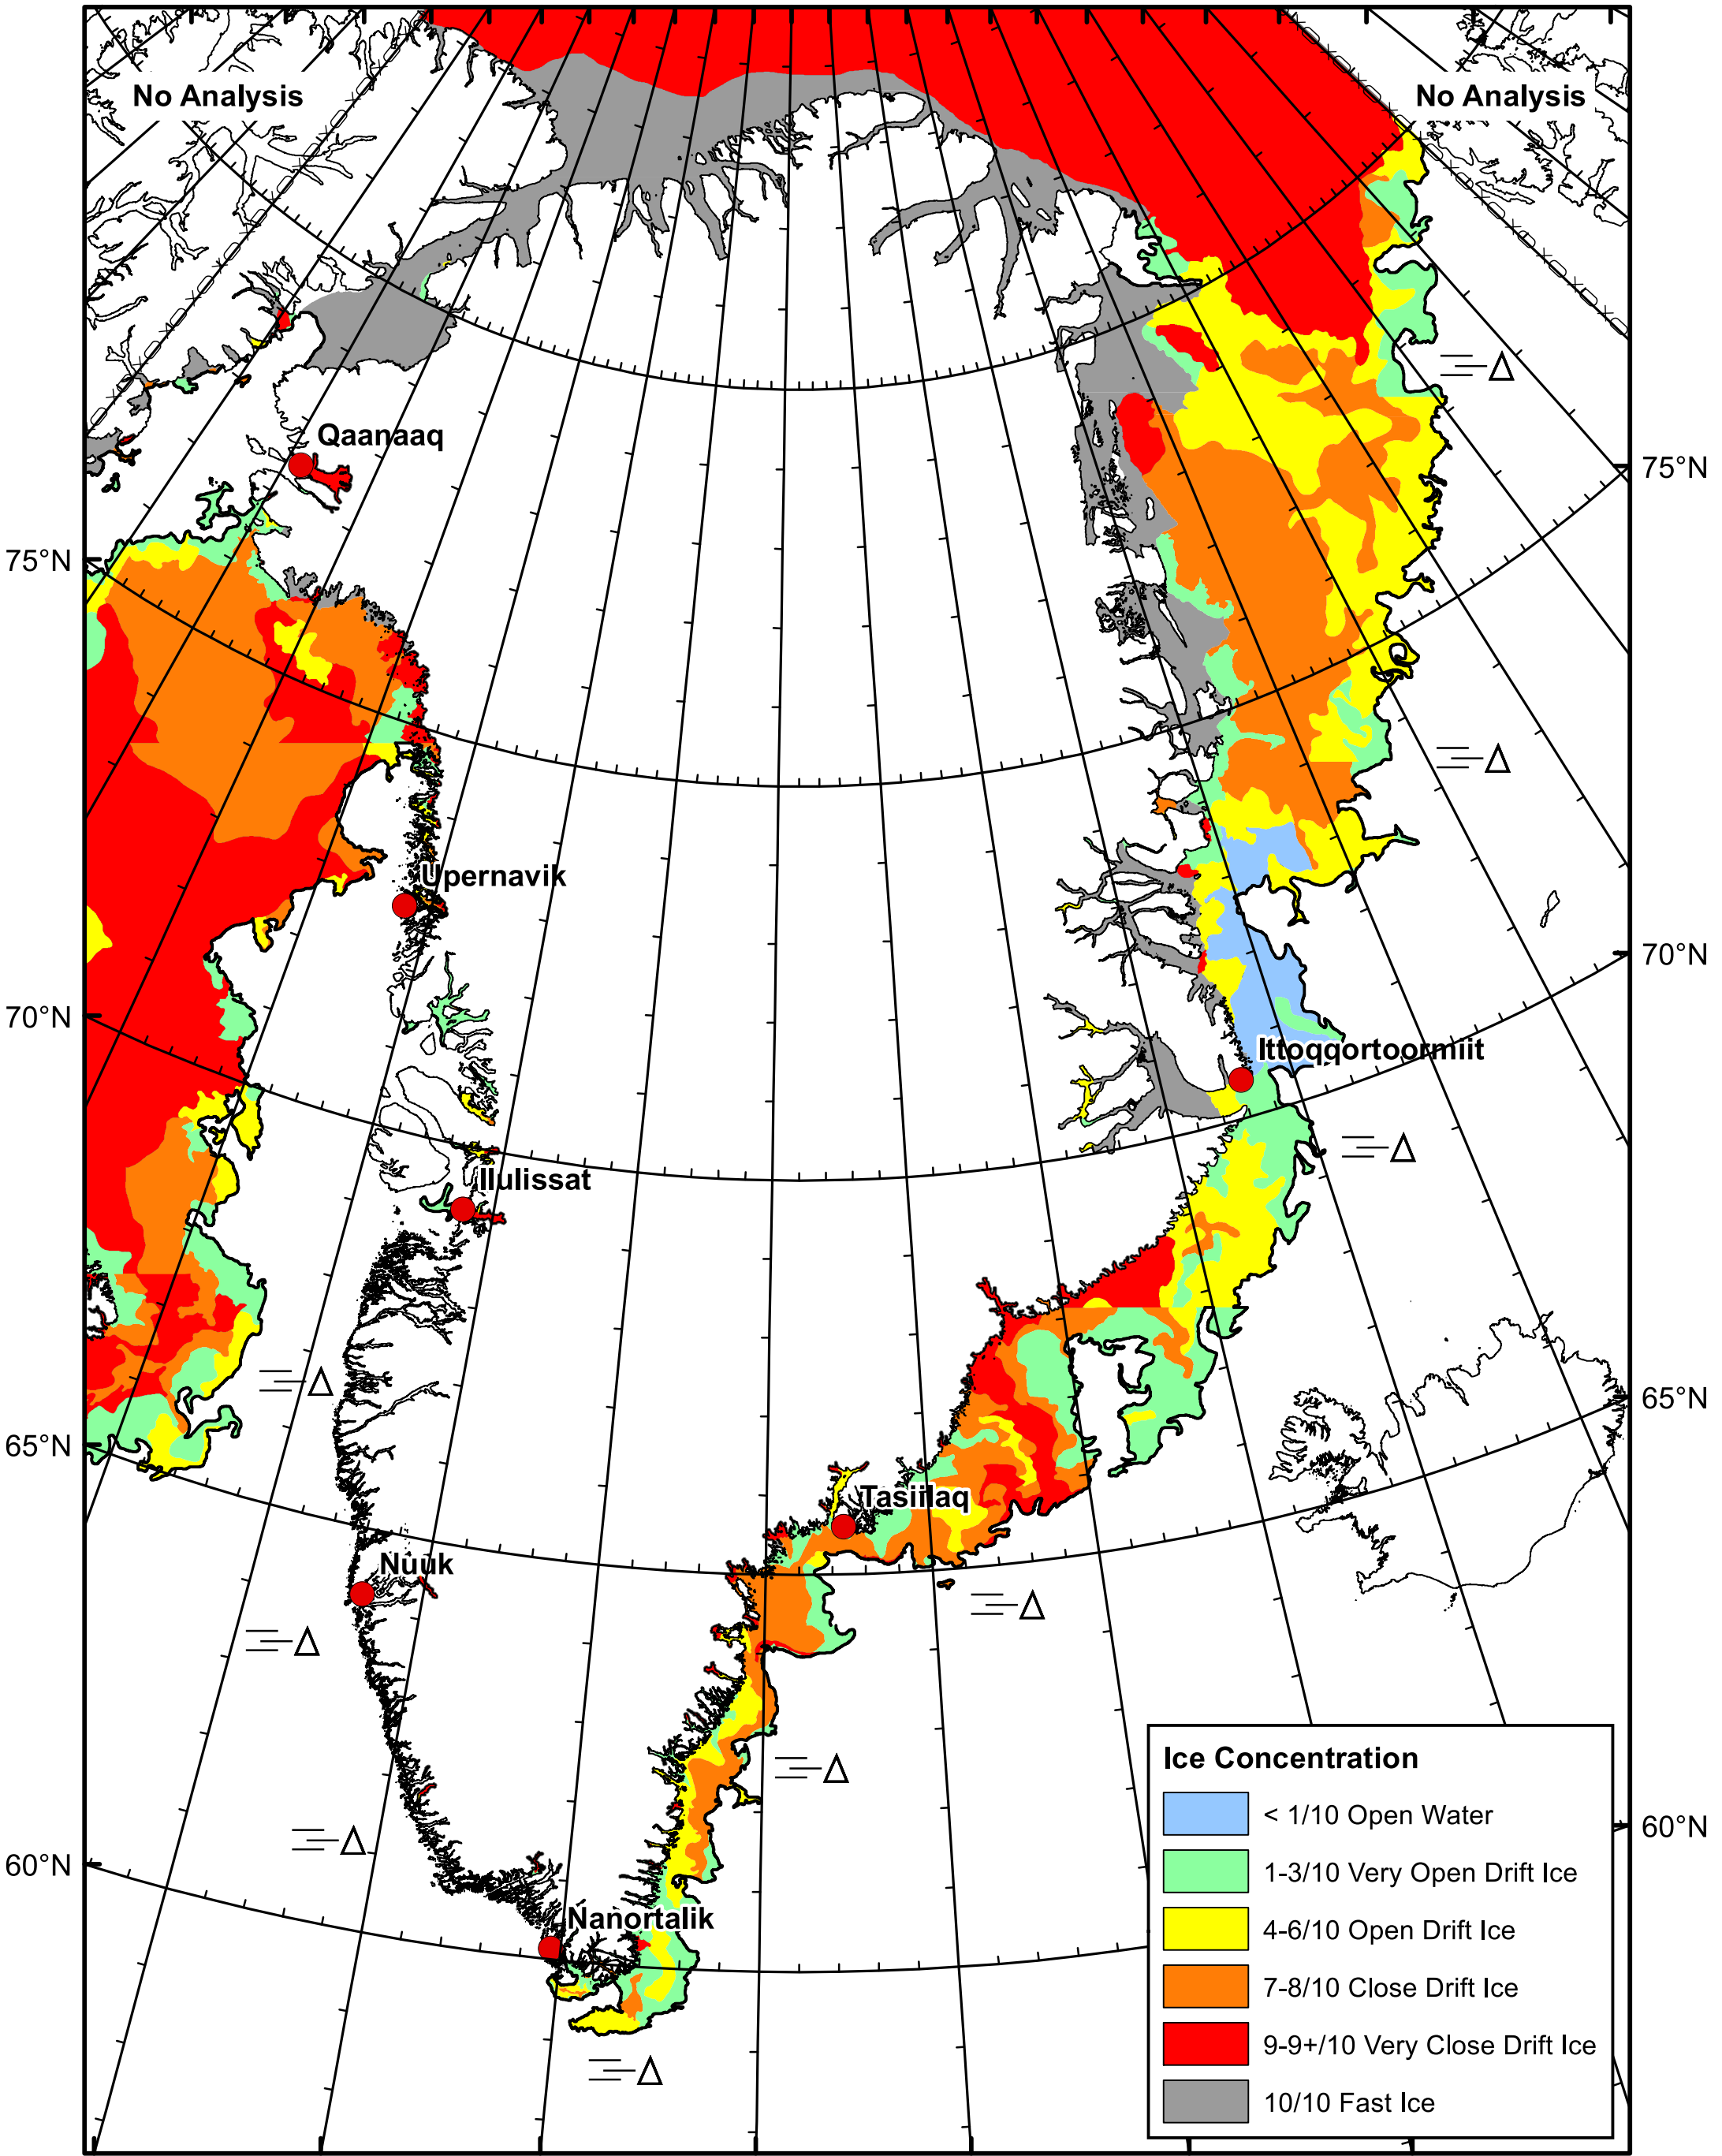 No Analysis
No Analysis
Qaanaaq
75°N
75°N
Upernavik
70°N
70°N
Ittoqqortoormiit
Ilulissat
65°N
65°N
Tasiilaq
Nuuk
Ice Concentration
< 1/10 Open Water
60°N
60°N
1-3/10 Very Open Drift Ice
Nanortalik
4-6/10 Open Drift Ice
7-8/10 Close Drift Ice
9-9+/10 Very Close Drift Ice
10/10 Fast Ice